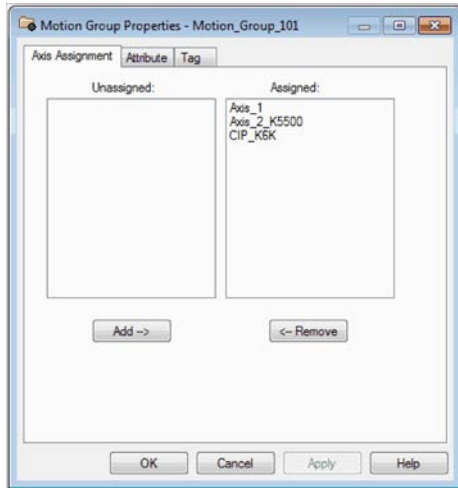 Motion Group Properties - Motion_Group_101
Axis Assignment Attribute Tag
Unassigned: Assigned:
Axis_1
Axis_2_K5500
CIP_K6K
Add -->
<-- Remove
OK Cancel Apply Help